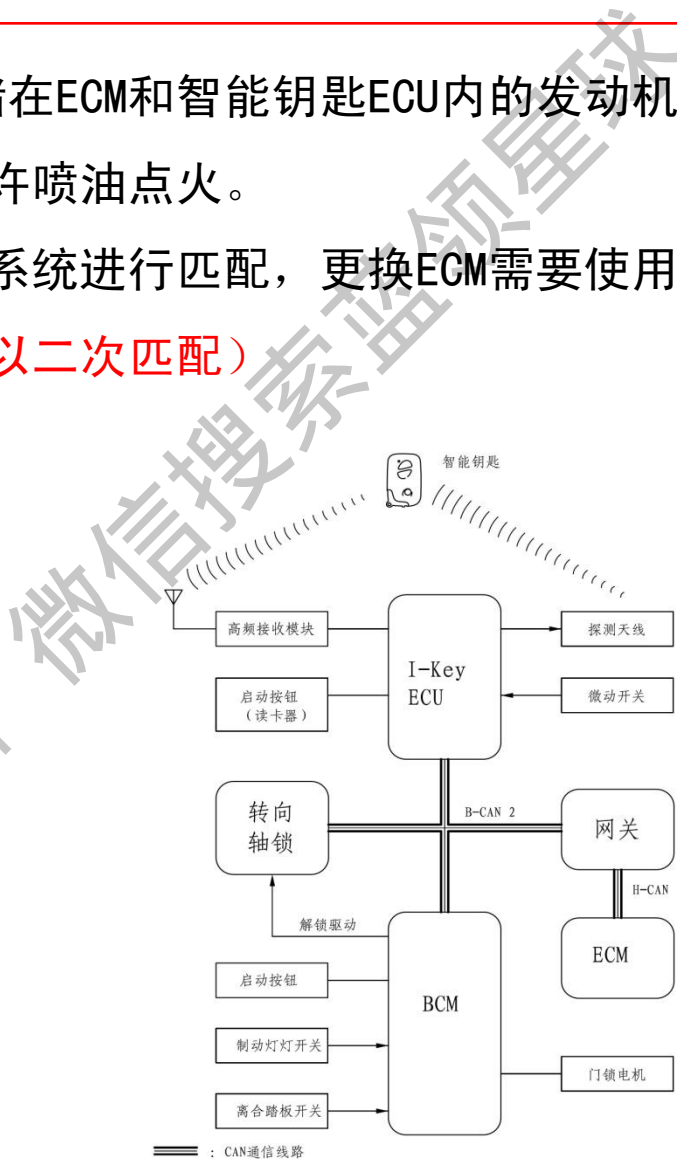 者在ECM和智能钥匙ECU内的发动机
许喷油点火。
系统进行匹配，更换ECM需要使用
以二次匹配）
微信搜索蓝领星球
智能钥匙
高频接收模块
I-Key
ECU
探测天线
启动按钮
（读卡器）
微动开关
转向
轴锁
B-CAN 2
网关
H-CAN
解锁驱动
ECM
启动按钮
BCM
制动灯灯开关
门锁电机
离合踏板开关
：CAN通信线路